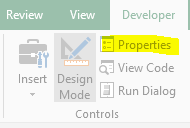 Review View Developer
Properties
View Code
Run Dialog
Insert Design Mode
Controls